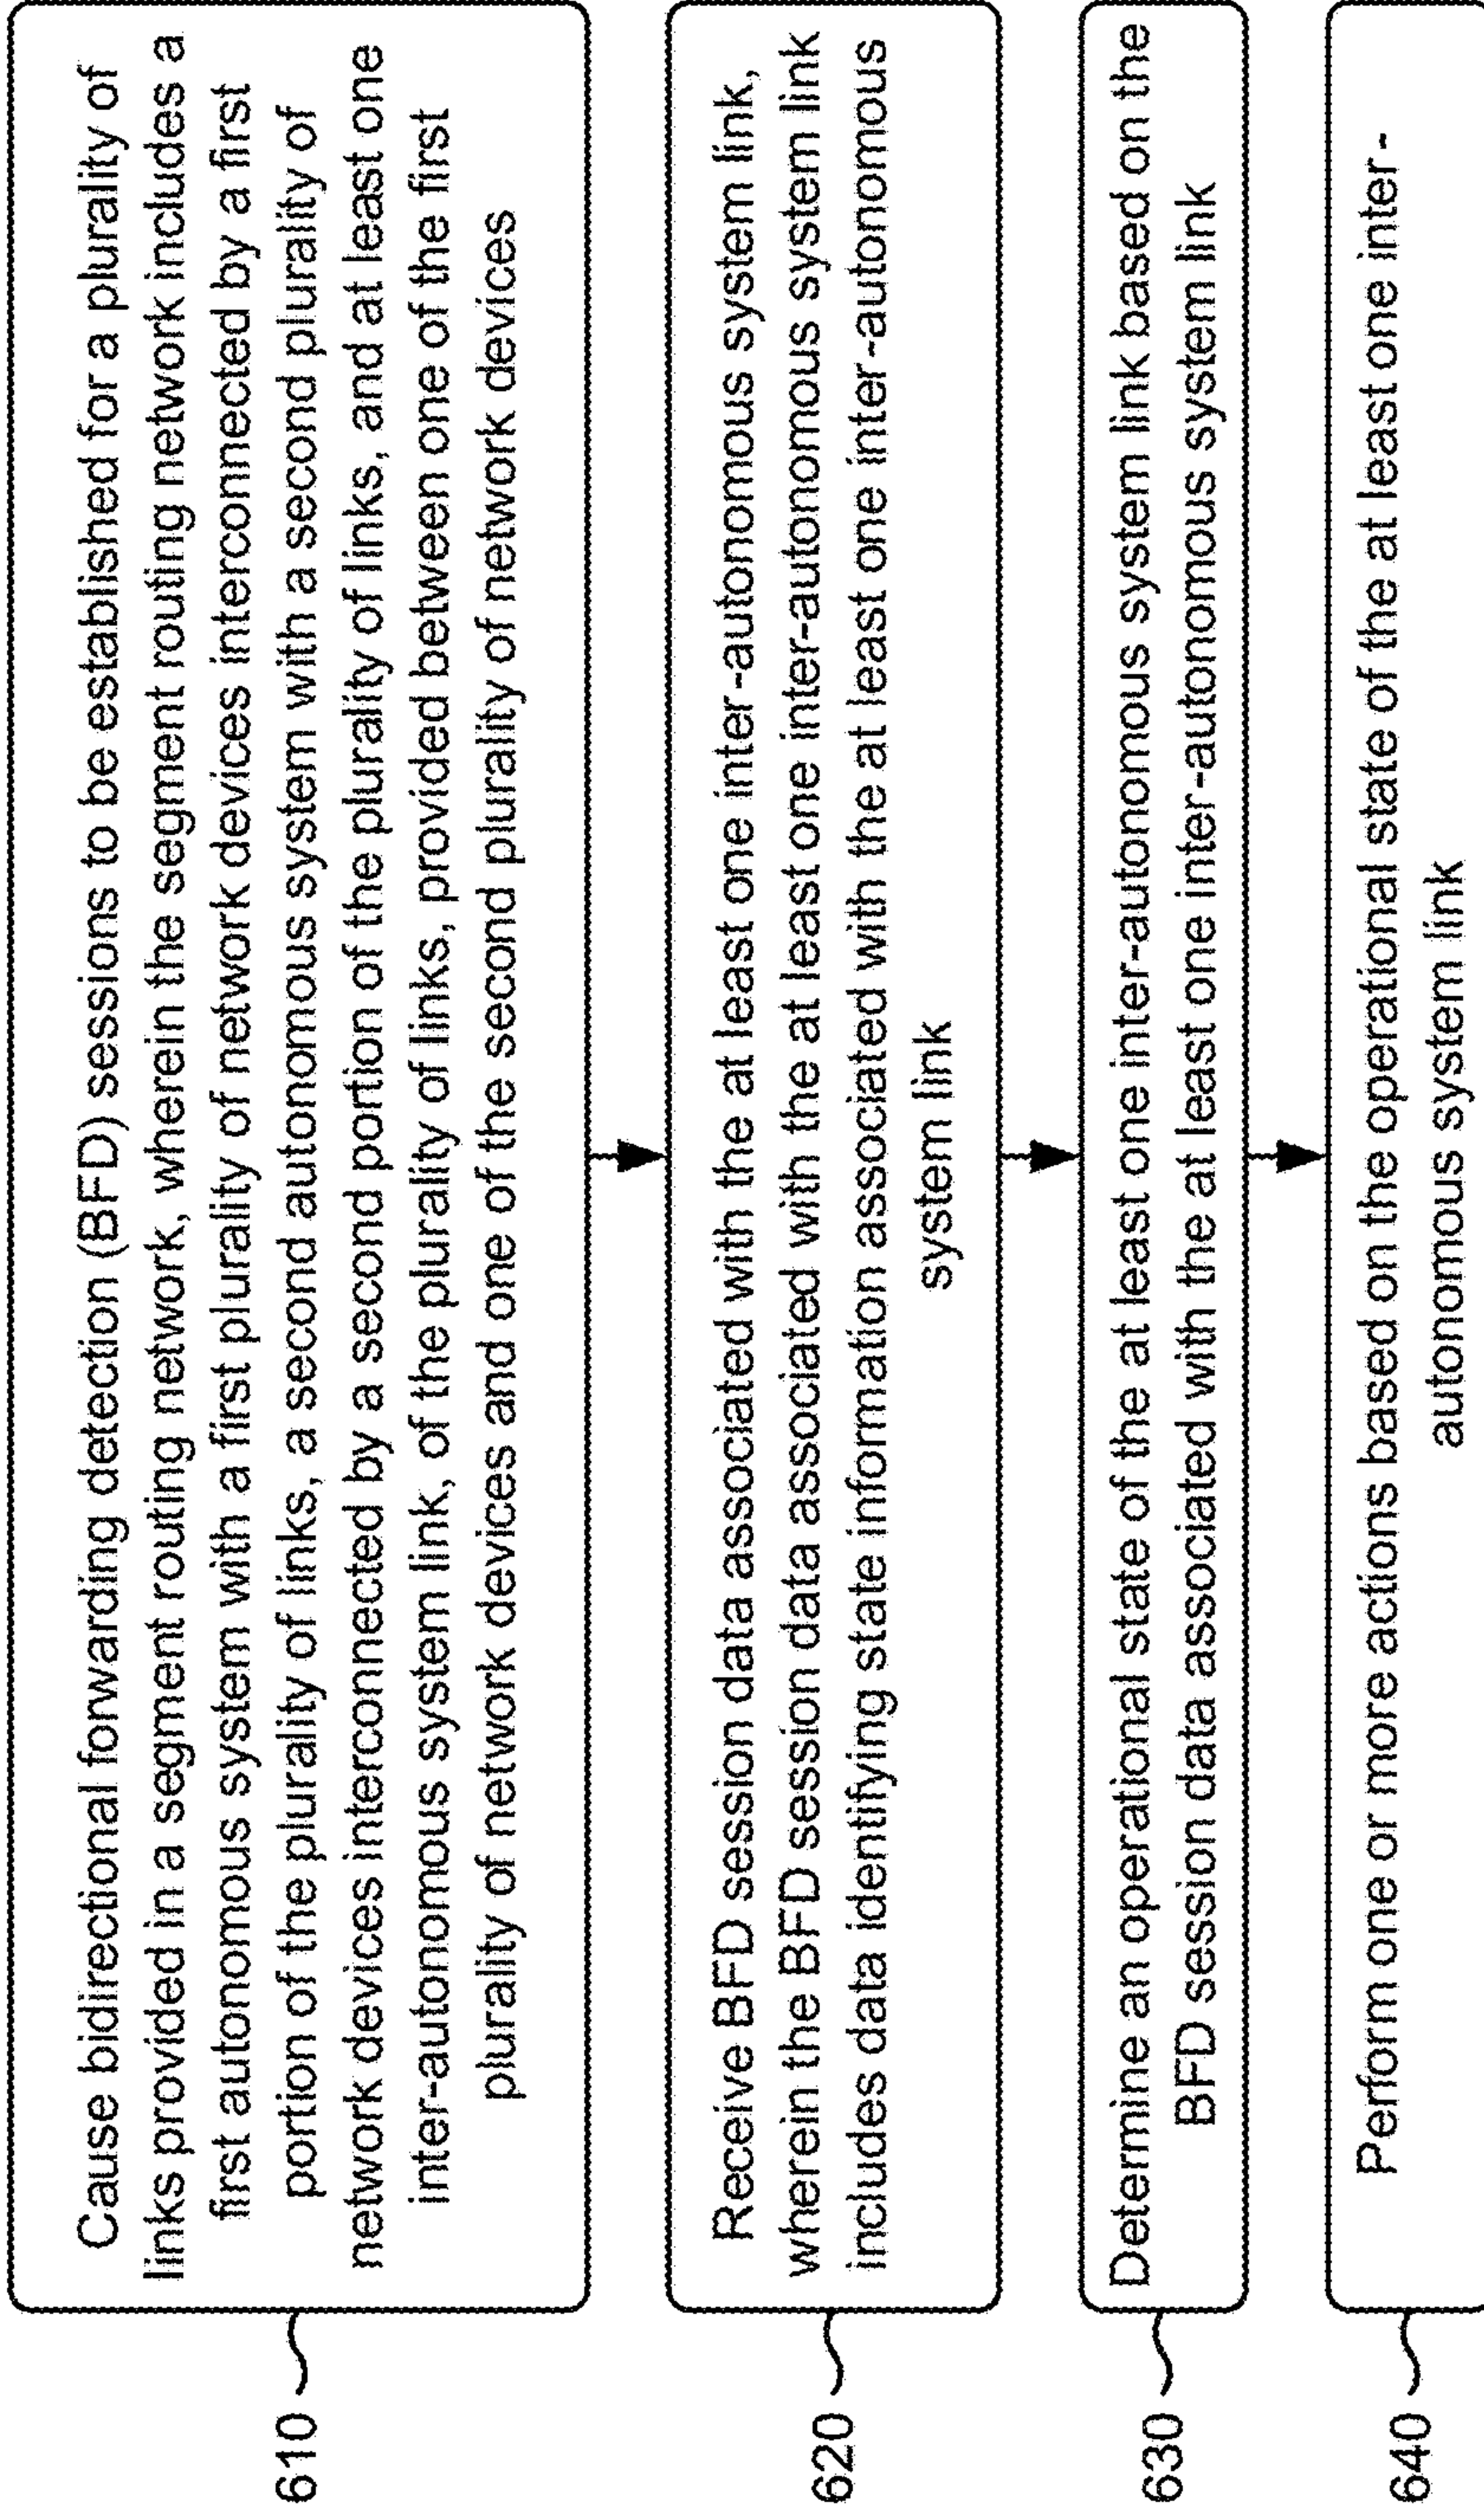 610
Cause bidirectional forwarding detection (BFD) sessions to be established for a plurality of
links provided in a segment routing network, wherein the segment routing network includes a
first autonomous system with a first plurality of network devices interconnected by a first
portion of the plurality of links, a second autonomous system with a second plurality of
network devices interconnected by a second portion of the plurality of links, and at least one
inter-autonomous system link, of the plurality of links, provided between one of the first
plurality of network devices and one of the second plurality of network devices
620
Receive BFD session data associated with the at least one inter-autonomous system link,
wherein the BFD session data associated with the at least one inter-autonomous system link
includes data identifying state information associated with the at least one inter-autonomous
system link
630
Determine an operational state of the at least one inter-autonomous system link based on the
BFD session data associated with the at least one inter-autonomous system link
640
Perform one or more actions based on the operational state of the at least one inter-
autonomous system link